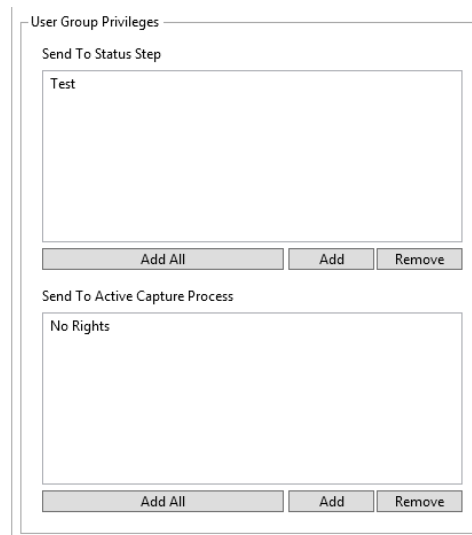 User Group Privileges
Send To Status Step
Test
Add All Add Remove
Send To Active Capture Process
No Rights
Add All Add Remove